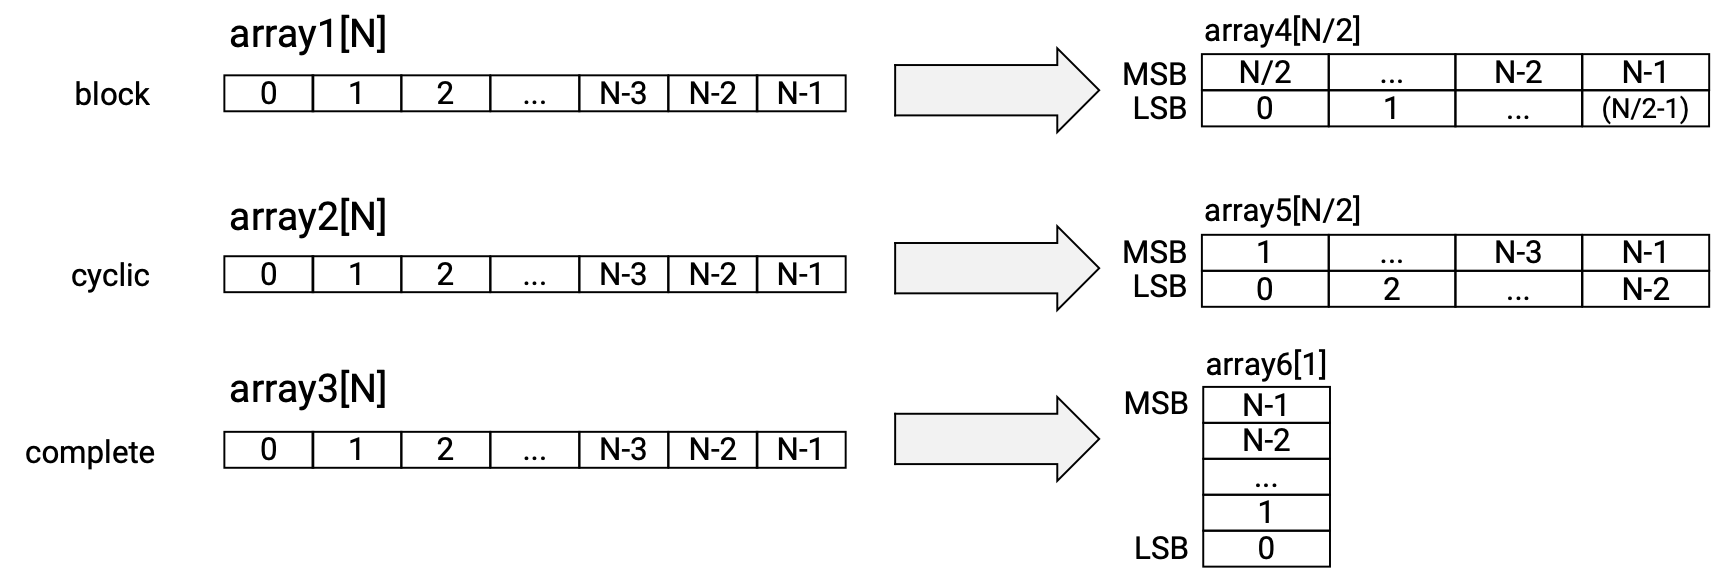 array1[N]
block
0 1 2 ... N-3 N-2 N-1
array4[N/2]
MSB N/2 ... N-2 N-1
LSB 0 1 ... (N/2-1)
array2[N]
cyclic
0 1 2 ... N-3 N-2 N-1
array5[N/2]
MSB 1 ... N-3 N-1
LSB 0 2 ... N-2
array3[N]
complete
0 1 2 ... N-3 N-2 N-1
array6[1]
MSB N-1
N-2
...
1
LSB 0